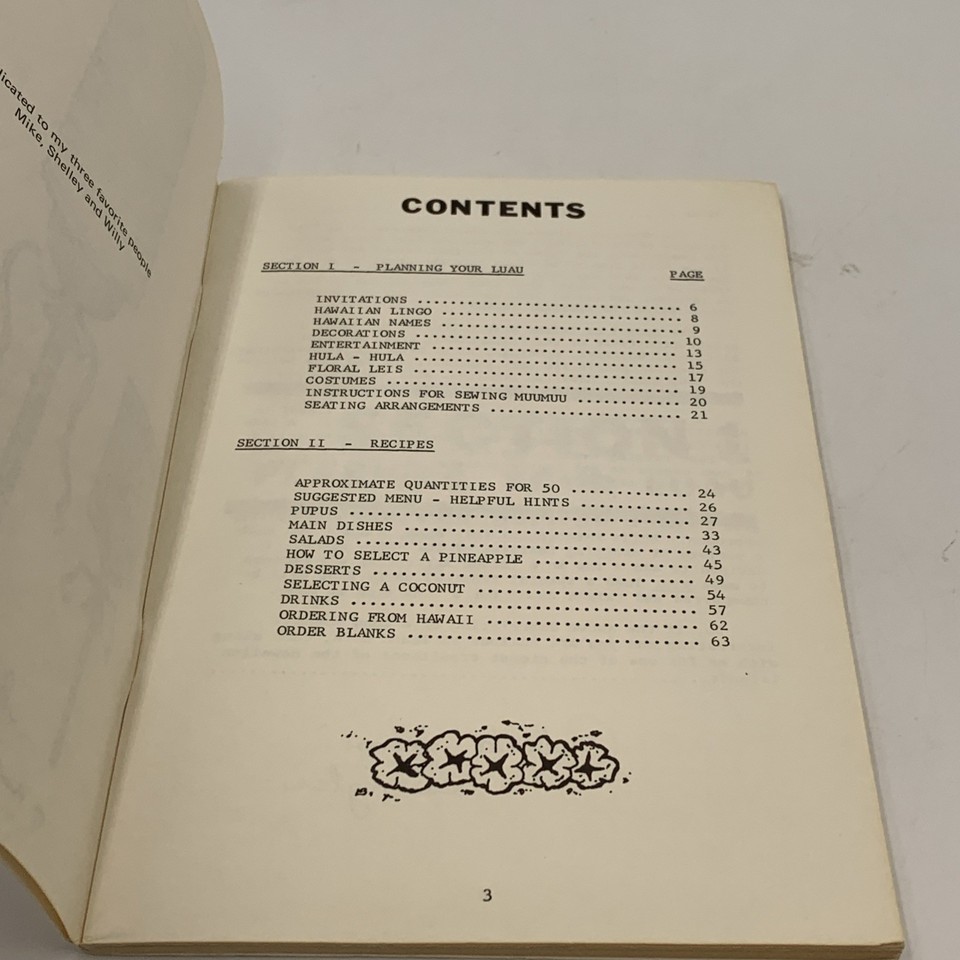 dicated to my three favorite people
Mike, Shelley and Willy
CONTENTS
SECTION I - PLANNING YOUR LUAU PAGE
INVITATIONS ................................ 6
HAWAIIAN LINGO ............................. 8
HAWAIIAN NAMES ............................. 9
DECORATIONS ................................ 10
ENTERTAINMENT .............................. 13
HULA - HULA ................................ 15
FLORAL LEIS ................................ 17
COSTUMES ................................... 19
INSTRUCTIONS FOR SEWING MUUMUU ............. 20
SEATING ARRANGEMENTS ....................... 21
SECTION II - RECIPES
APPROXIMATE QUANTITIES FOR 50 ............. 24
SUGGESTED MENU - HELPFUL HINTS ............ 26
PUPUS ..................................... 27
MAIN DISHES ............................... 33
SALADS .................................... 43
HOW TO SELECT A PINEAPPLE ................. 45
DESSERTS .................................. 49
SELECTING A COCONUT ....................... 54
DRINKS .................................... 57
ORDERING FROM HAWAII ...................... 62
ORDER BLANKS .............................. 63
B. T.
3